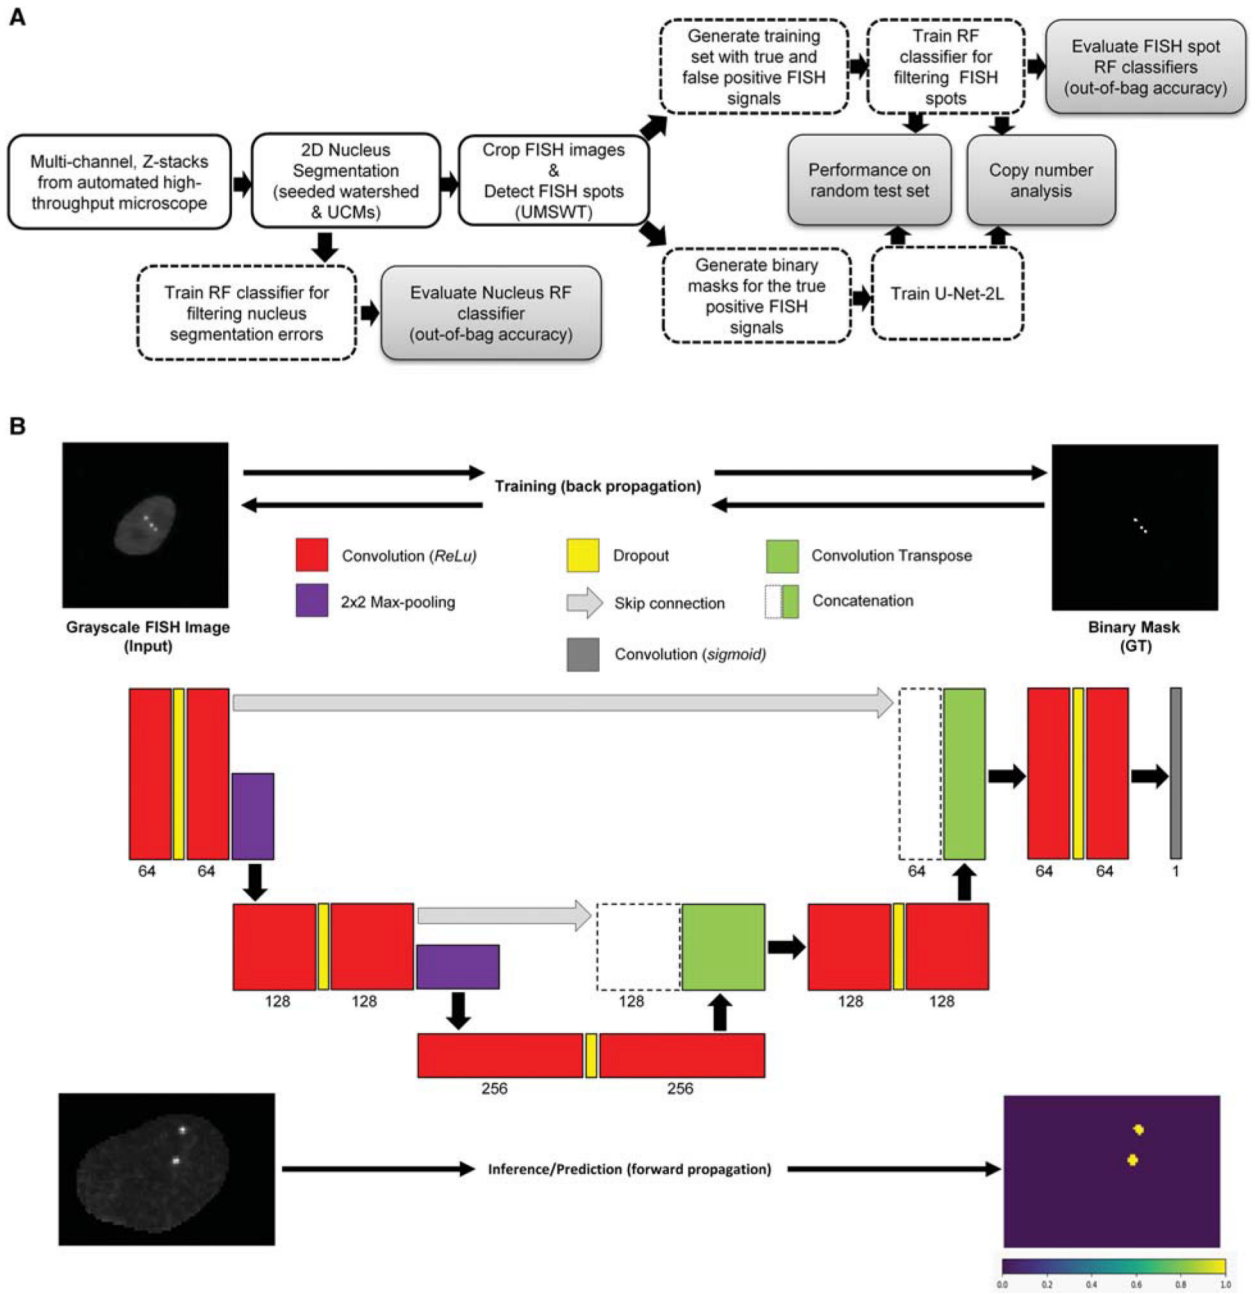 A
Multi-channel, Z-stacks
from automated high-
throughput microscope
2D Nucleus
Segmentation
(seeded watershed
& UCMs)
Crop FISH images
&
Detect FISH spots
(UMSWT)
Generate training
set with true and
false positive FISH
signals
Train RF
classifier for
filtering FISH
spots
Evaluate FISH spot
RF classifiers
(out-of-bag accuracy)
Performance on
random test set
Copy number
analysis
Generate binary
masks for the true
positive FISH
signals
Train U-Net-2L
Train RF classifier for
filtering nucleus
segmentation errors
Evaluate Nucleus RF
classifier
(out-of-bag accuracy)
B
Training (back propagation)
Convolution (ReLu)
Dropout
Convolution Transpose
2x2 Max-pooling
Skip connection
Concatenation
Convolution (sigmoid)
Grayscale FISH Image
(Input)
Binary Mask
(GT)
64 64 64 64 64 1
128 128 128 128 128
256 256
Inference/Prediction (forward propagation)
0.0 0.2 0.4 0.6 0.8 1.0